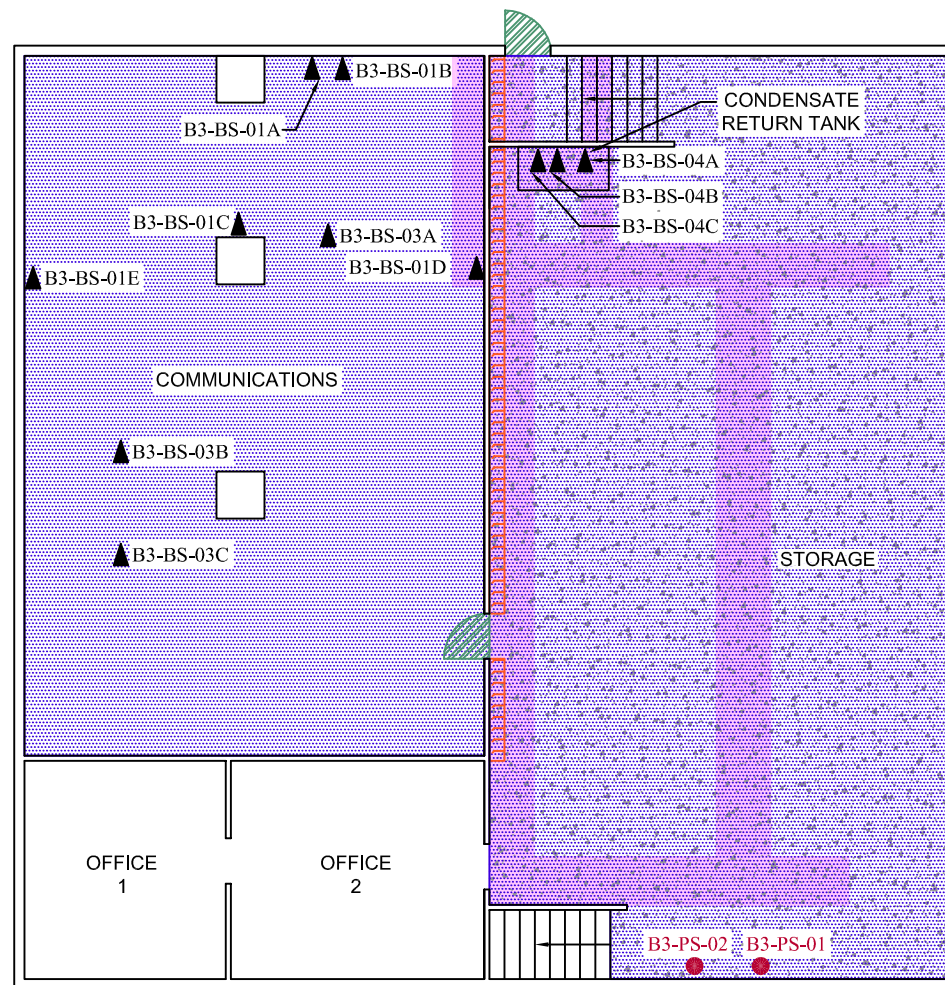 B3-BS-01B
CONDENSATE
RETURN TANK
B3-BS-01A
B3-BS-04A
B3-BS-04B
B3-BS-01C
B3-BS-04C
B3-BS-03A
B3-BS-01D
B3-BS-01E
COMMUNICATIONS
B3-BS-03B
B3-BS-03C
STORAGE
OFFICE
1
OFFICE
2
B3-PS-02
B3-PS-01